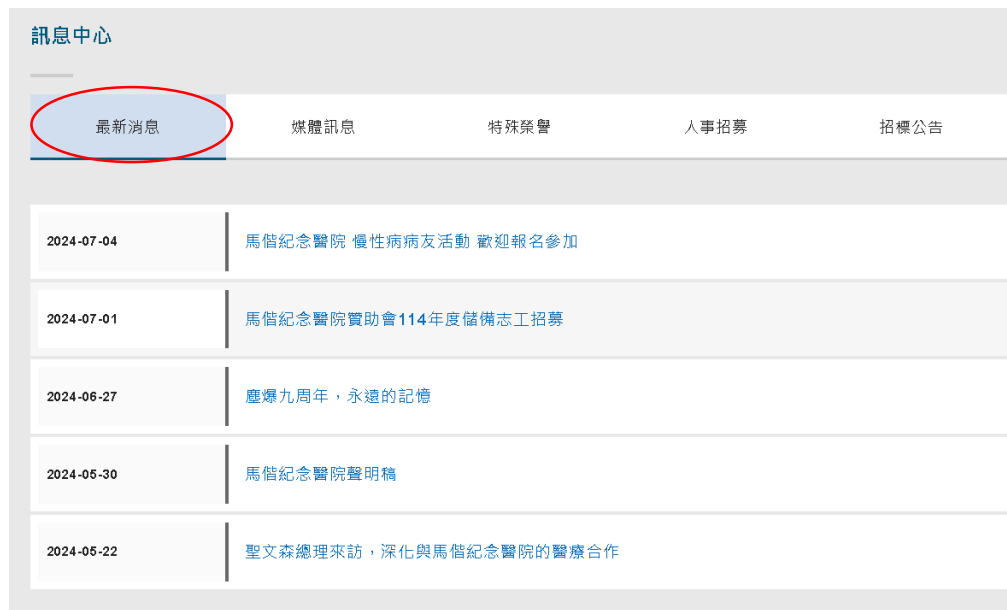 訊息中心
最新消息 媒體訊息 特殊榮譽 人事招募 招標公告
2024-07-04 馬偕紀念醫院 慢性病病友活動 歡迎報名參加
2024-07-01 馬偕紀念醫院贊助會114年度儲備志工招募
2024-06-27 塵爆九周年，永遠的記憶
2024-05-30 馬偕紀念醫院聲明稿
2024-05-22 聖文森總理來訪，深化與馬偕紀念醫院的醫療合作